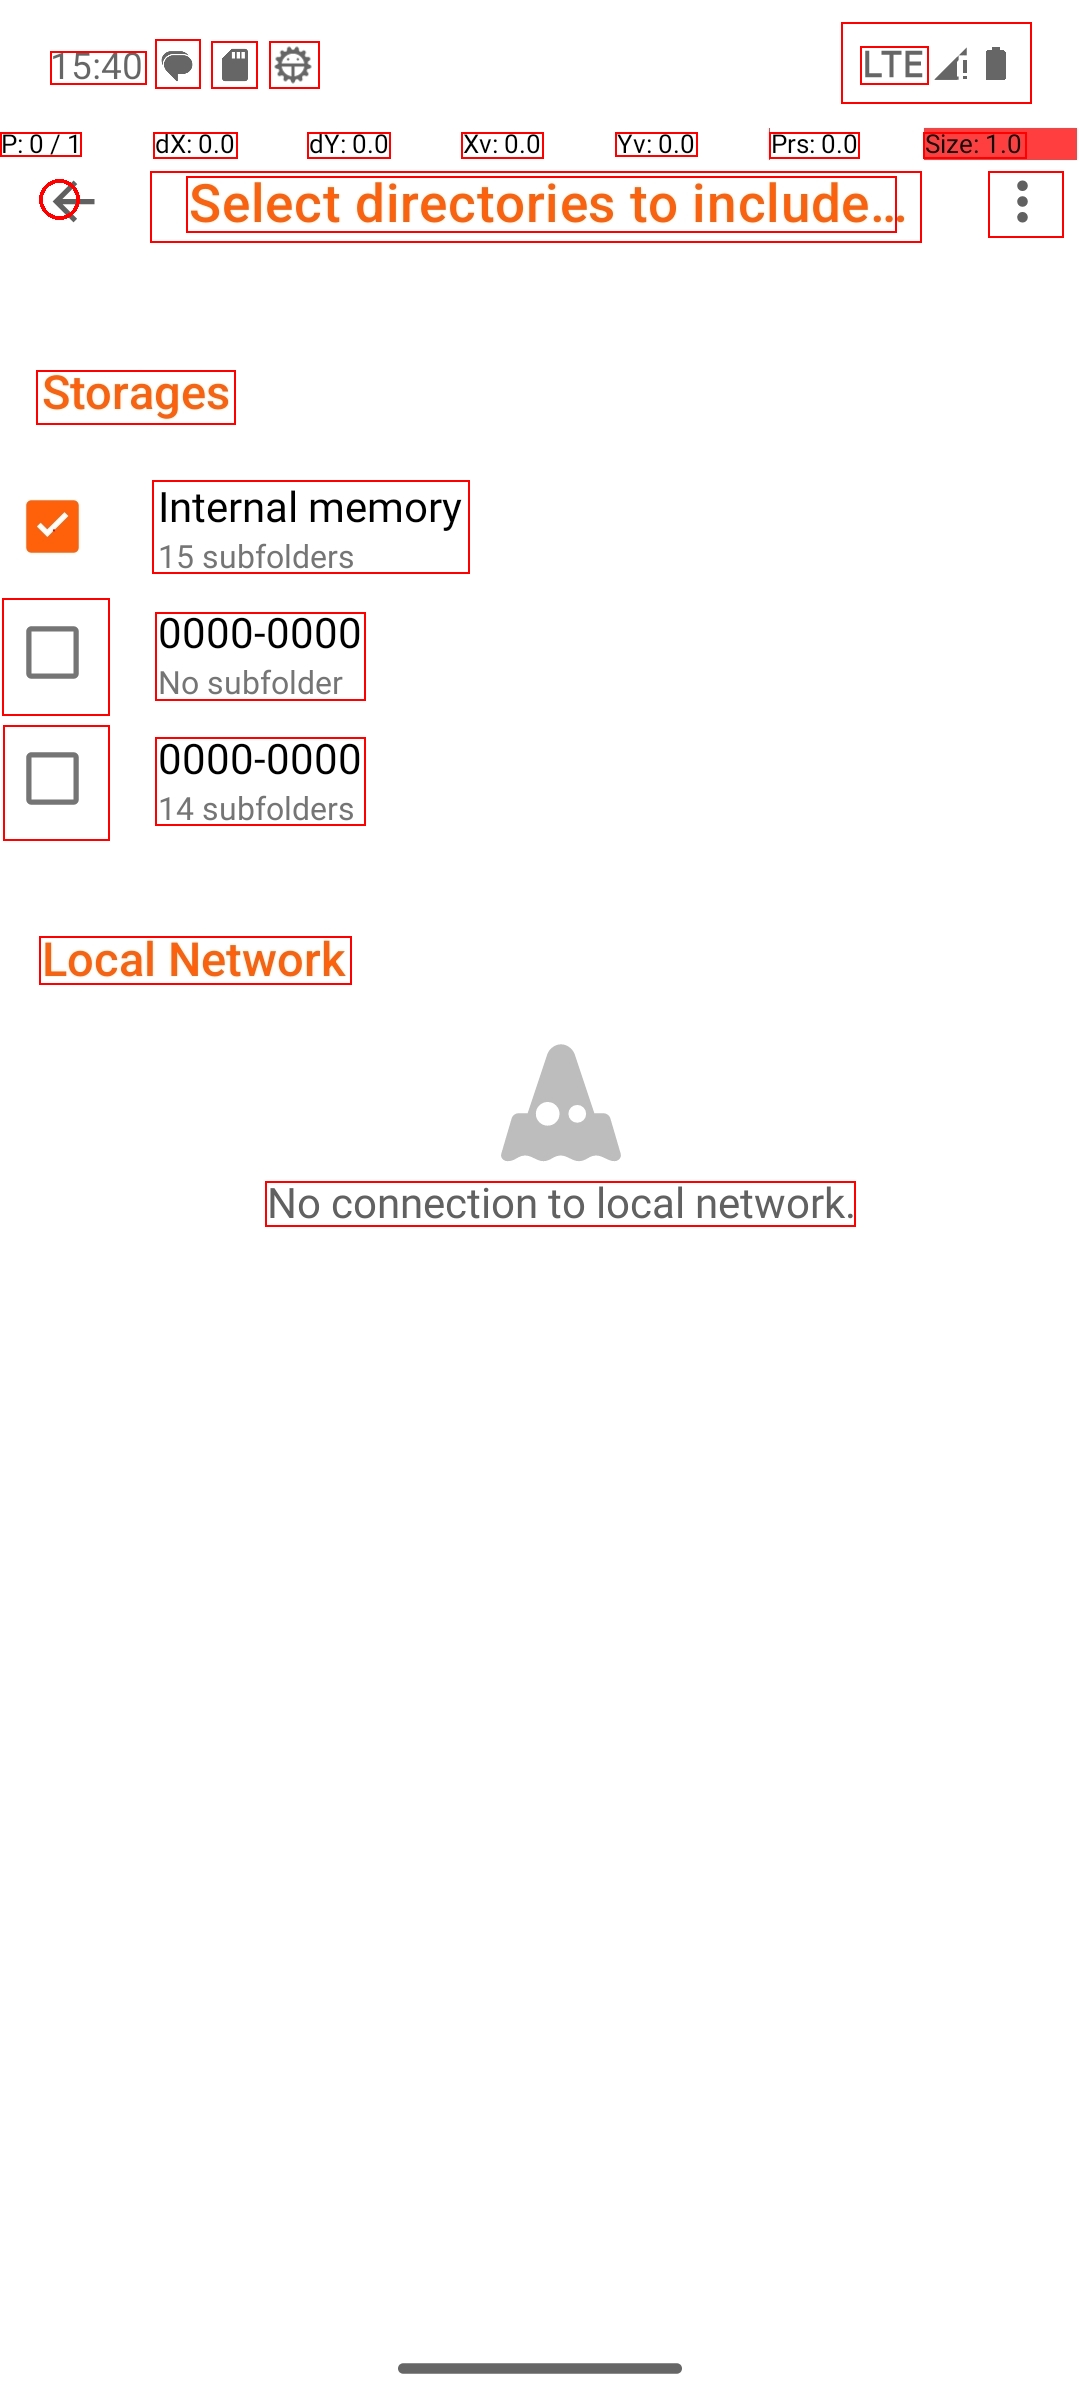 15:40 LTE
P: 0 / 1 dX: 0.0 dY: 0.0 Xv: 0.0 Yv: 0.0 Prs: 0.0 Size: 1.0
Select directories to include…
Storages
Internal memory
15 subfolders
0000-0000
No subfolder
0000-0000
14 subfolders
Local Network
No connection to local network.